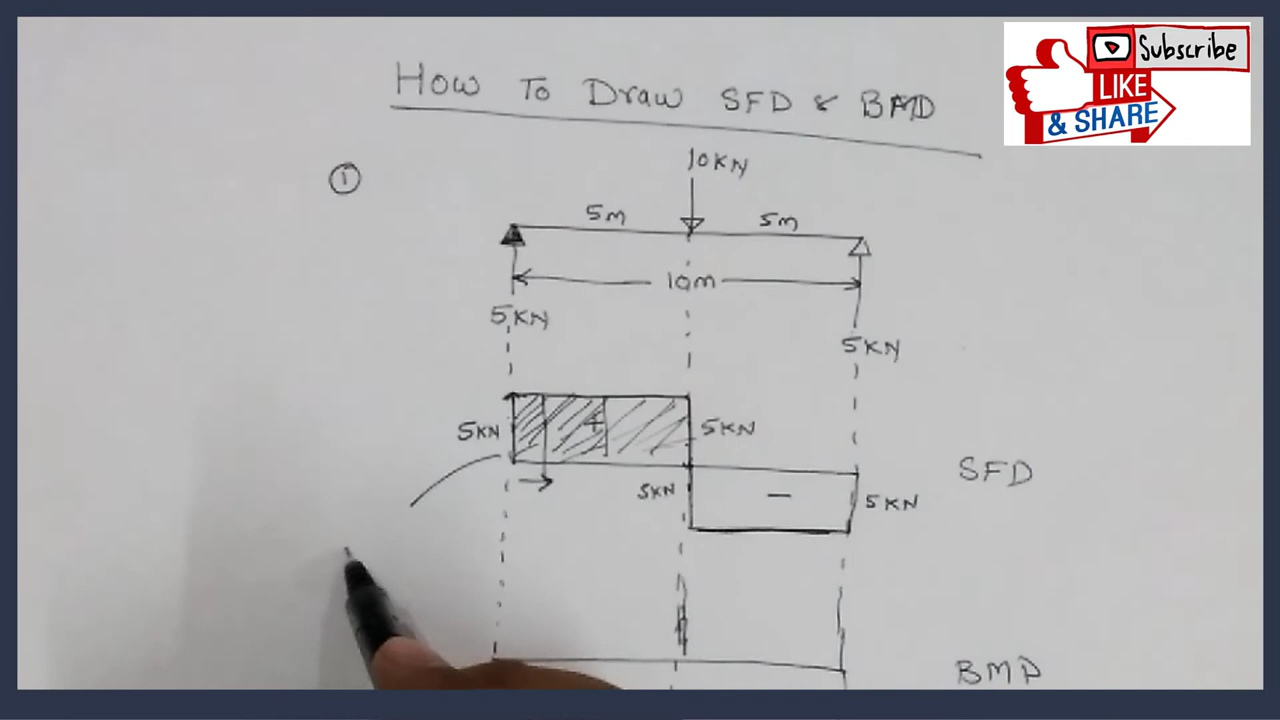 Subscribe
LIKE
& SHARE
How To Draw SFD & BMD
①
10KN
5m
5m
10m
5KN
5KN
5KN
+
5KN
5KN
−
5KN
SFD
BMD